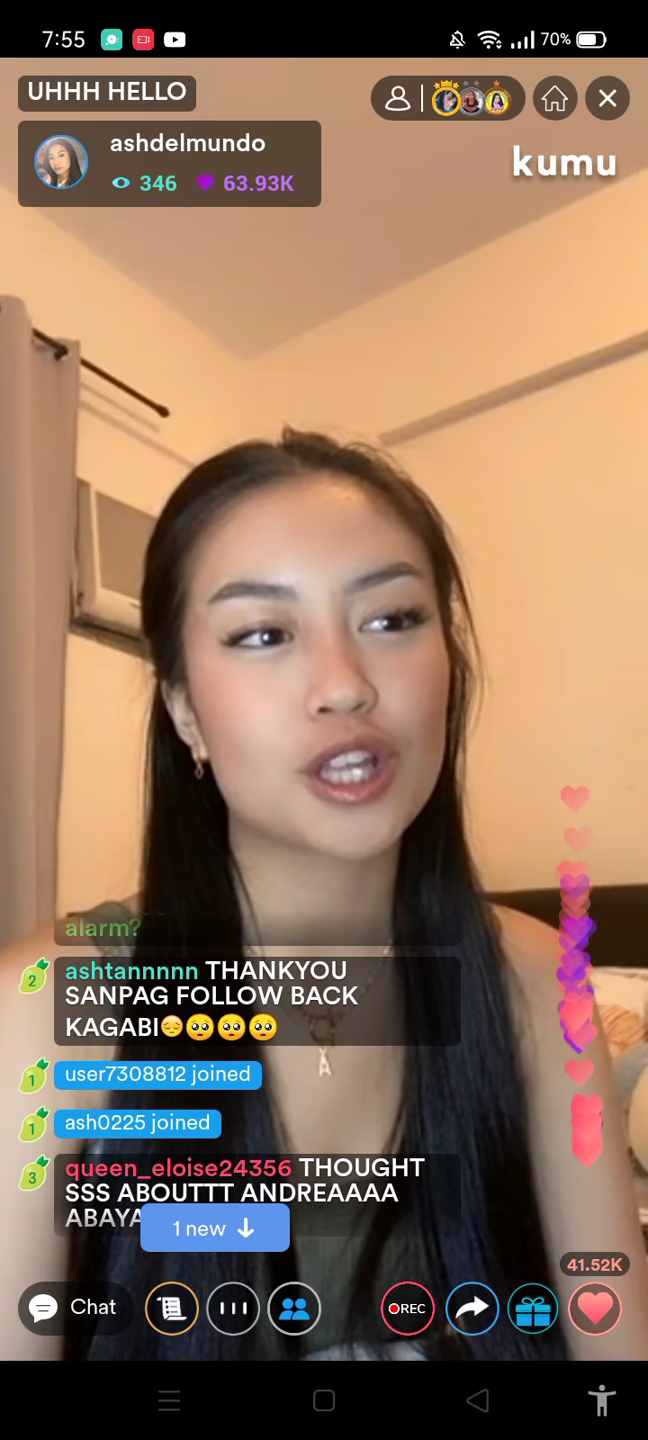 7:55
70%
UHHH HELLO
ashdelmundo
346
63.93K
kumu
alarm?
2
ashtannnnn THANKYOU
SANPAG FOLLOW BACK
KAGABI😔🥺🥺🥺
1
user7308812 joined
1
ash0225 joined
3
queen_eloise24356 THOUGHT
SSS ABOUTTT ANDREAAAA
ABAYA
1 new
A
41.52K
Chat
REC